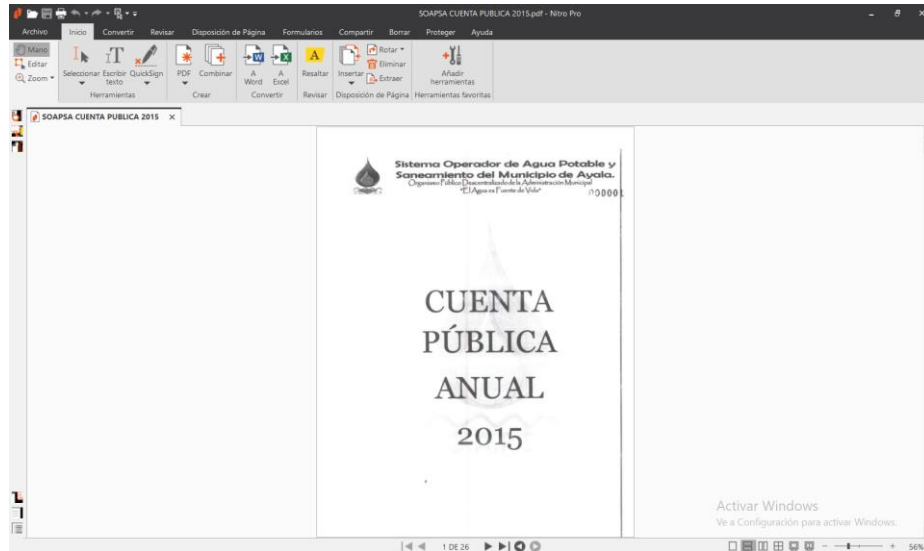 SOAPSA CUENTA PUBLICA 2015.pdf - Nitro Pro
Archivo Inicio Convertir Revisar Disposición de Página Formularios Compartir Borrar Proteger Ayuda
Mano
Editar
Zoom
Seleccionar Escribir texto QuickSign
PDF Combinar
A Word A Excel
Resaltar
Insertar
Rotar
Eliminar
Extraer
Añadir herramientas
Herramientas Crear Convertir Revisar Disposición de Página Herramientas favoritas
SOAPSA CUENTA PUBLICA 2015 ×
Sistema Operador de Agua Potable y
Saneamiento del Municipio de Ayala.
Organismo Público Descentralizado de la Administración Municipal
"El Agua es Fuente de Vida"
000001
CUENTA
PÚBLICA
ANUAL
2015
Activar Windows
Ve a Configuración para activar Windows.
1 DE 26
56%